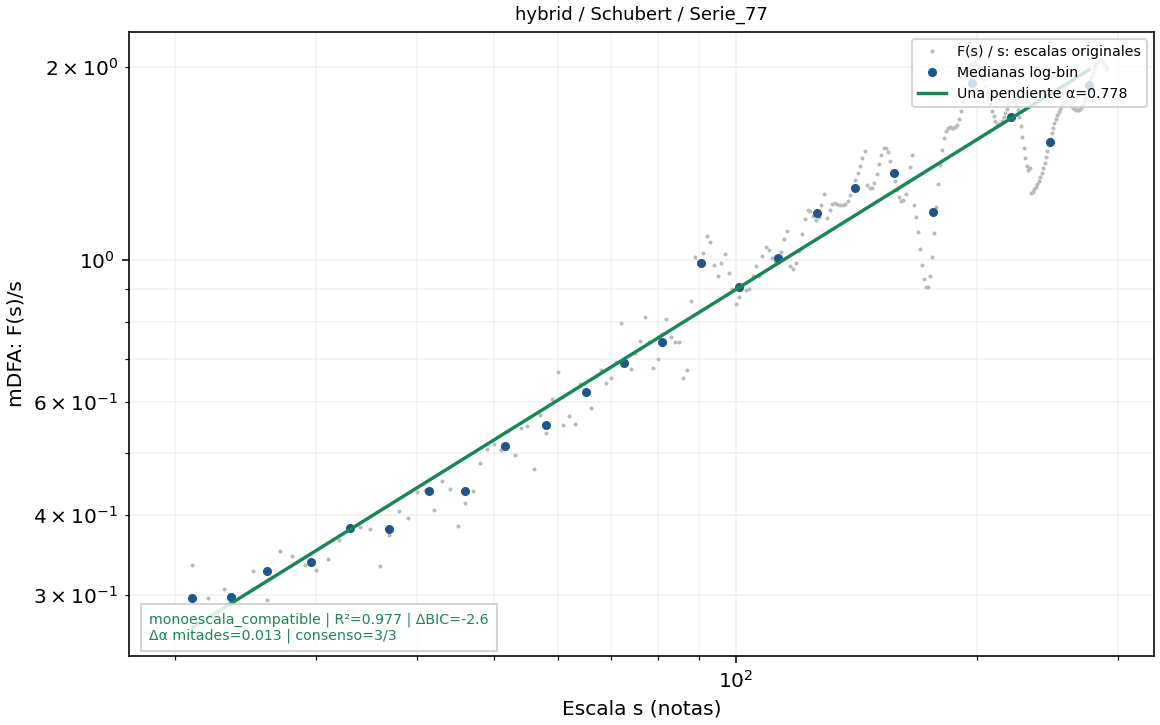 hybrid / Schubert / Serie_77
F(s) / s: escalas originales
Medianas log-bin
Una pendiente α=0.778
2 × 10⁰
10⁰
6 × 10⁻¹
4 × 10⁻¹
3 × 10⁻¹
mDFA: F(s)/s
monoescala_compatible | R²=0.977 | ΔBIC=-2.6
Δα mitades=0.013 | consenso=3/3
10²
Escala s (notas)